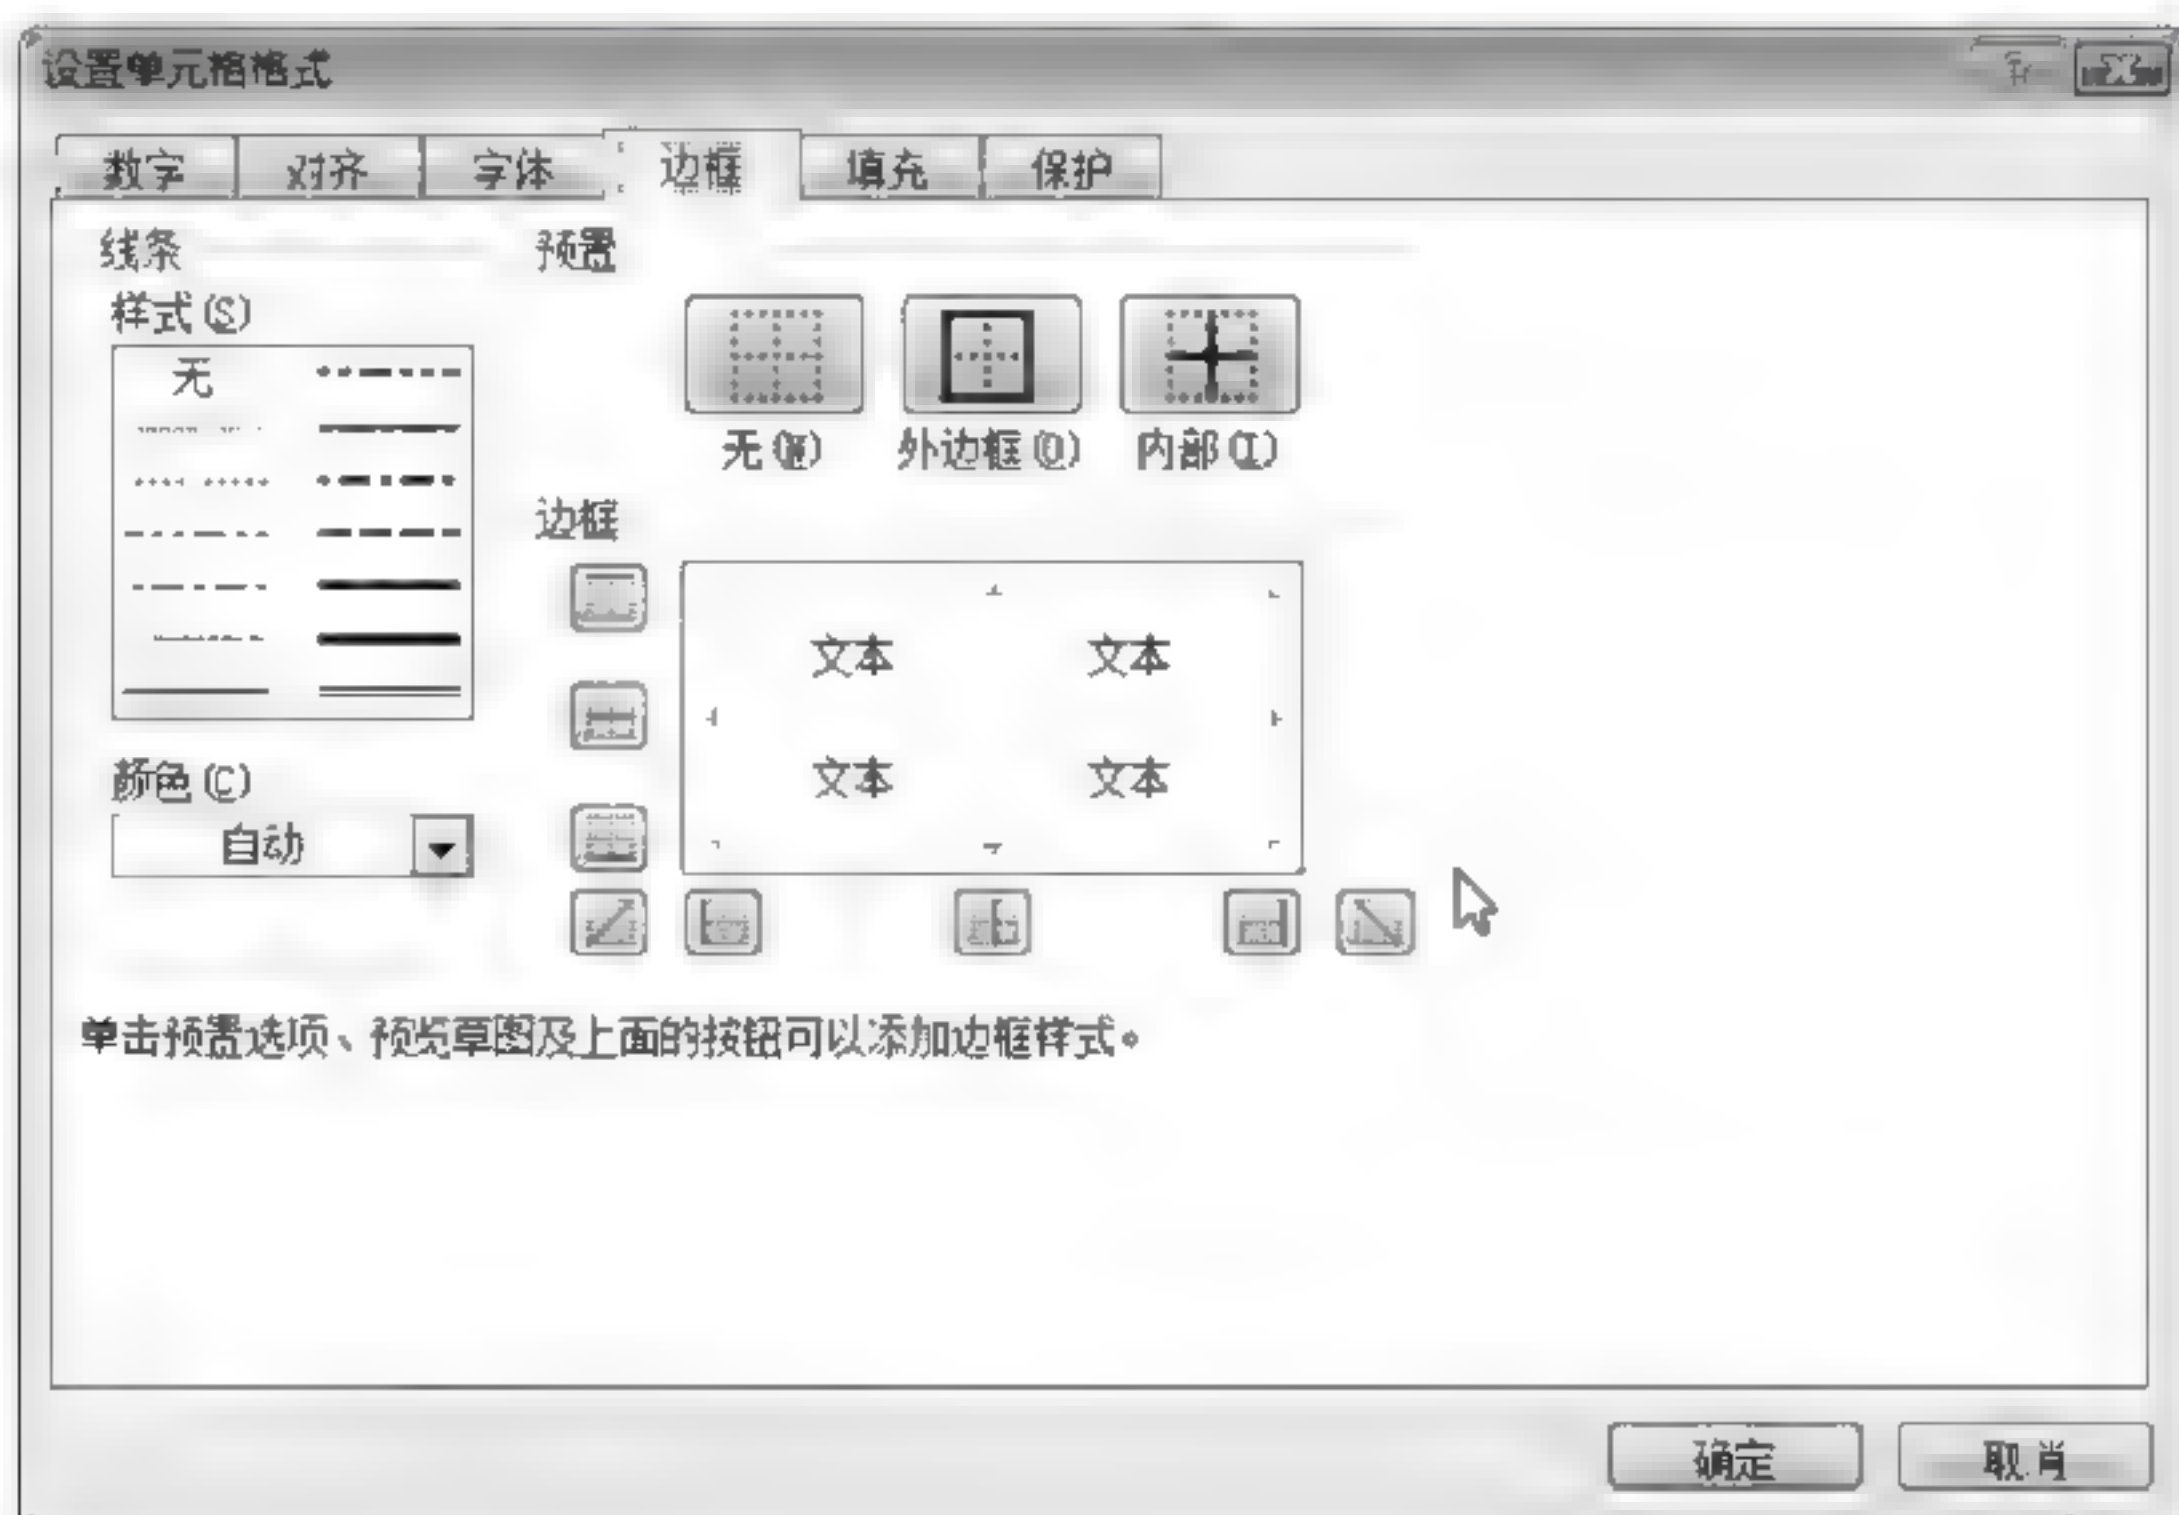 设置单元格格式
数字 对齐 字体 边框 填充 保护
线条 预置
样式(S)
无
无(N) 外边框(O) 内部(I)
边框
文本 文本
文本 文本
颜色(C)
自动
单击预置选项、预览草图及上面的按钮可以添加边框样式。
确定 取消